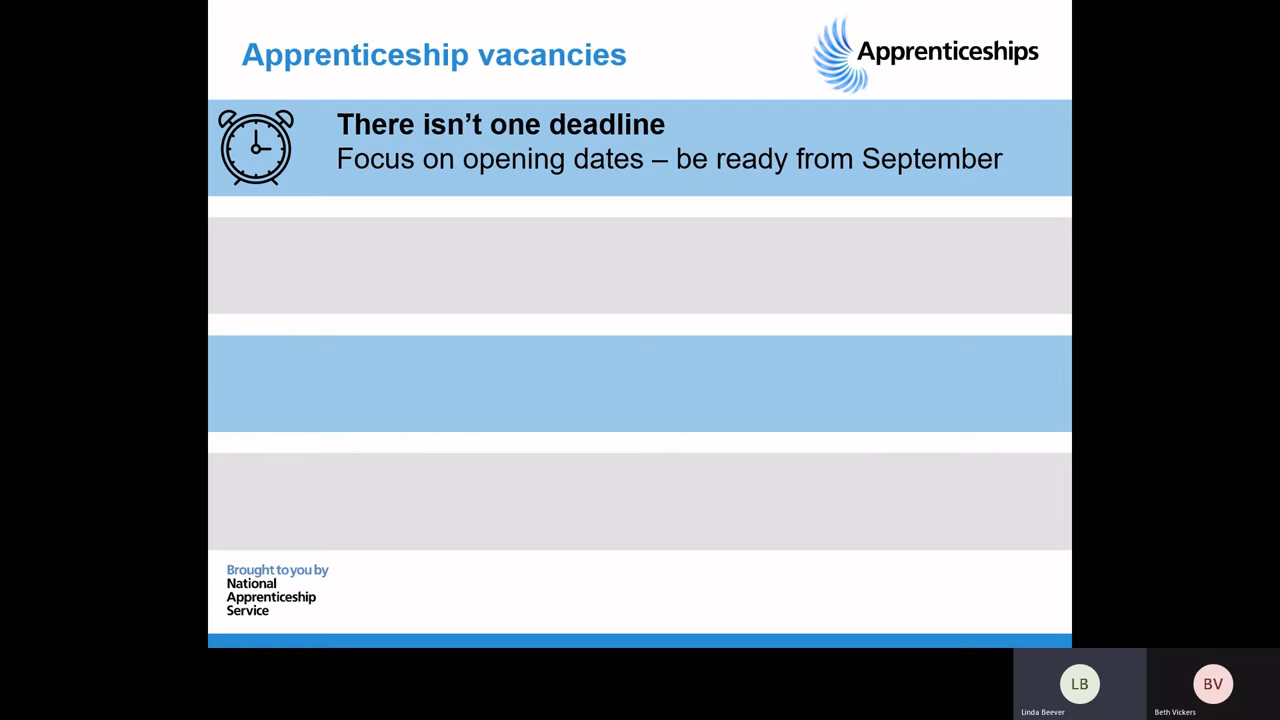 Apprenticeship vacancies
Apprenticeships
There isn’t one deadline
Focus on opening dates – be ready from September
Brought to you by
National
Apprenticeship
Service
LB
BV
Linda Beever
Beth Vickers